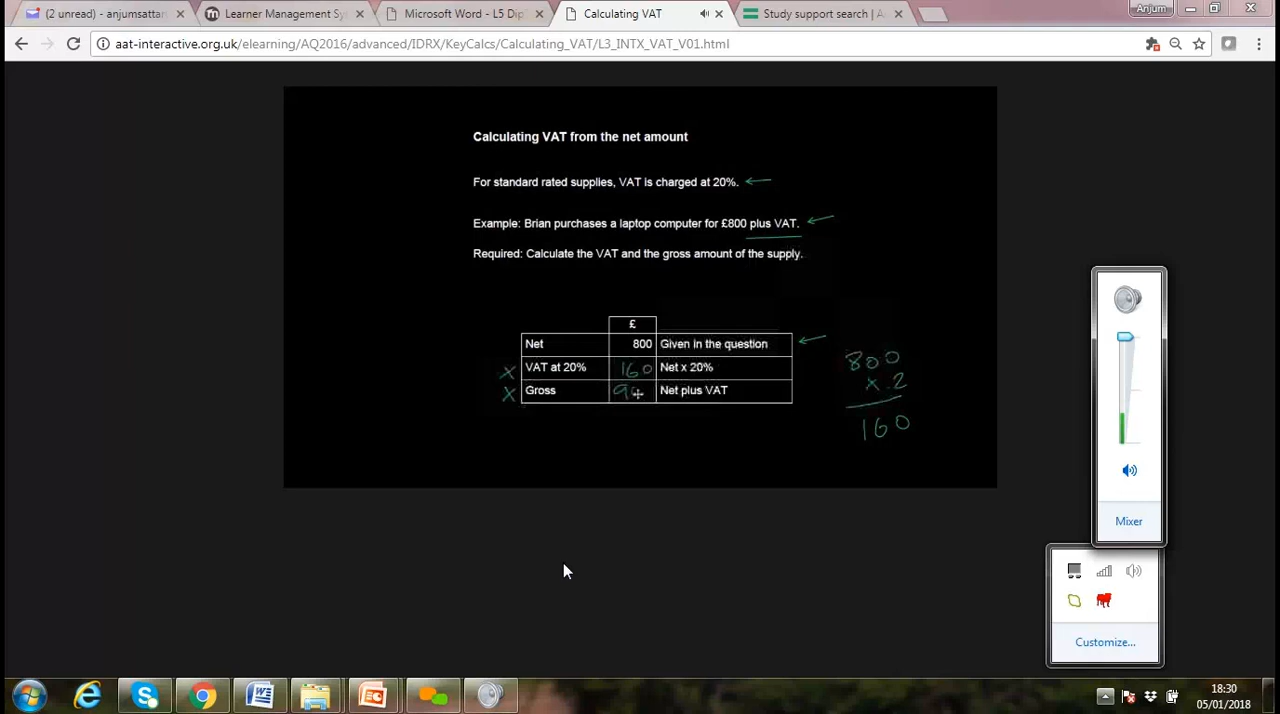 (2 unread) - anjumsattar
Learner Management Sy
Microsoft Word - L5 Dip
Calculating VAT
Study support search | A
Anjum
aat-interactive.org.uk/elearning/AQ2016/advanced/IDRX/KeyCalcs/Calculating_VAT/L3_INTX_VAT_V01.html
Calculating VAT from the net amount
For standard rated supplies, VAT is charged at 20%.
Example: Brian purchases a laptop computer for £800 plus VAT.
Required: Calculate the VAT and the gross amount of the supply.
£
Net 800 Given in the question
x VAT at 20% 160 Net x 20%
x Gross 9 Net plus VAT
800
x .2
160
Mixer
Customize...
18:30
05/01/2018